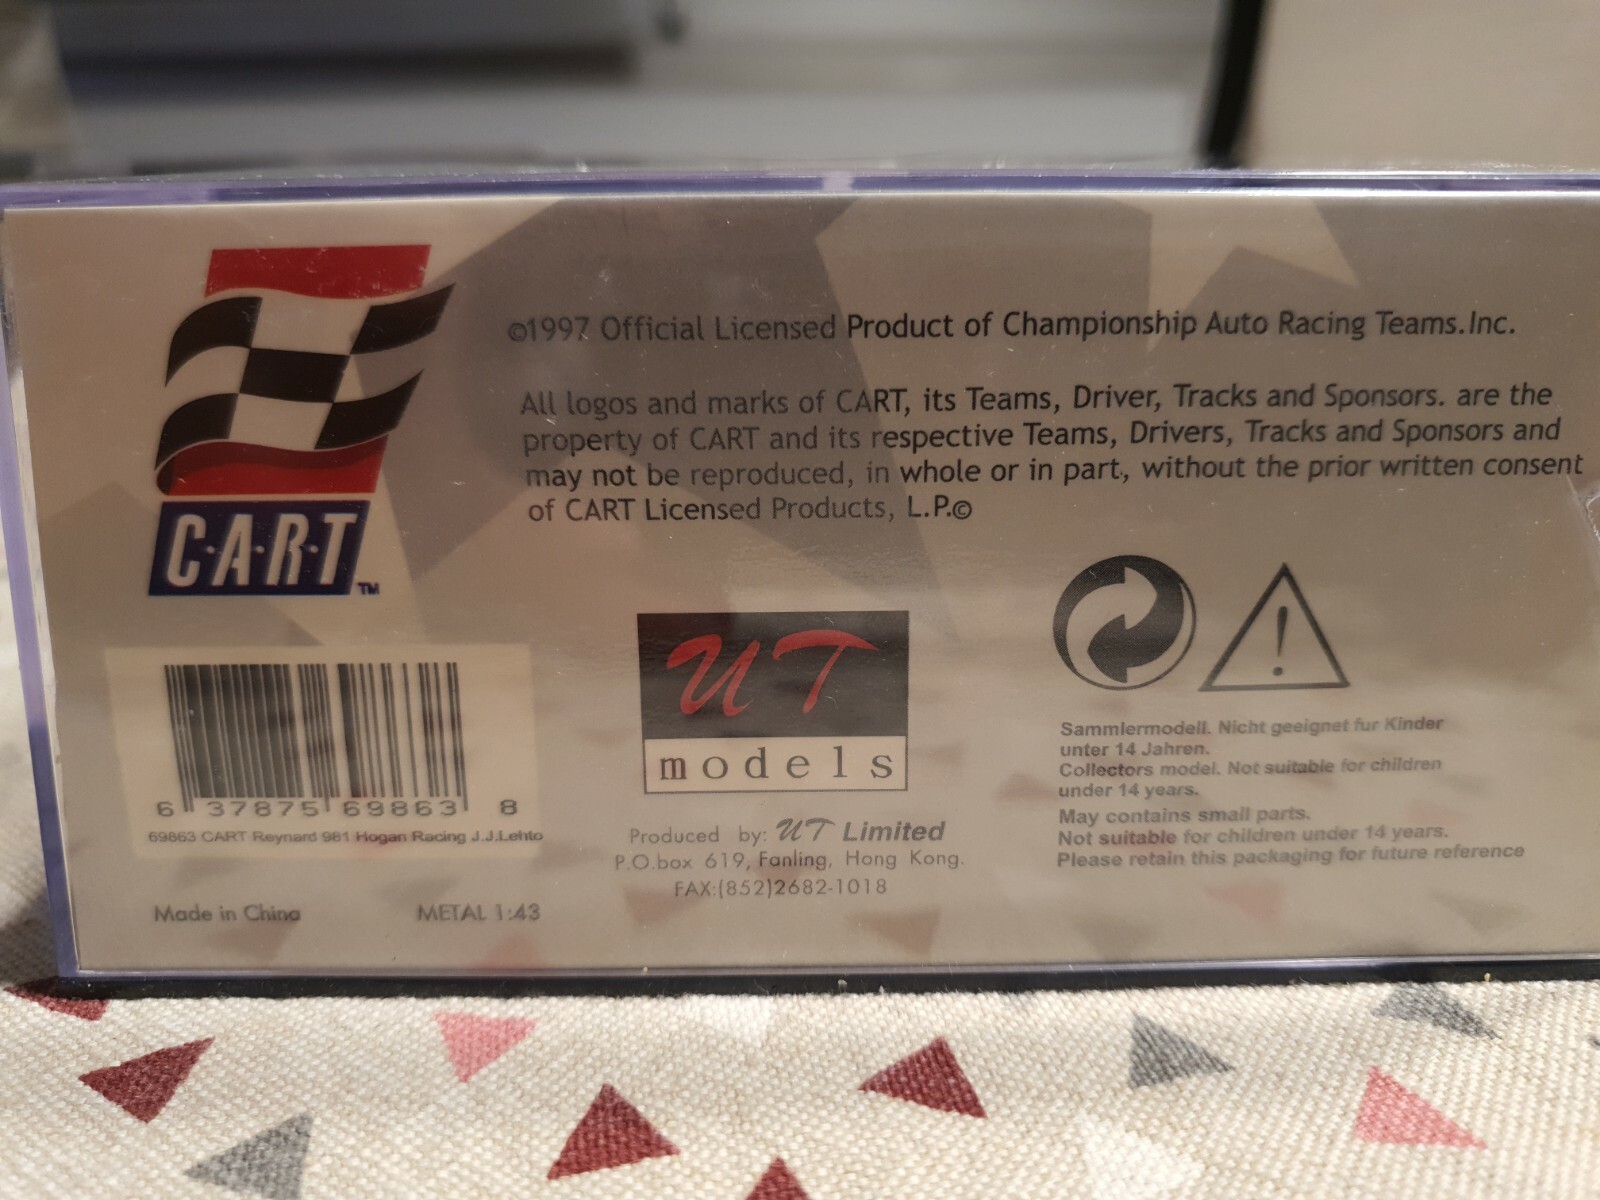 ©1997 Official Licensed Product of Championship Auto Racing Teams.Inc.
All logos and marks of CART, its Teams, Driver, Tracks and Sponsors. are the
property of CART and its respective Teams, Drivers, Tracks and Sponsors and
may not be reproduced, in whole or in part, without the prior written consent
of CART Licensed Products, L.P.©
C·A·R·T TM
6 37875 69863 8
69863 CART Reynard 981 Hogan Racing J.J.Lehto
Made in China METAL 1:43
UT
models
Produced by: UT Limited
P.O.box 619, Fanling, Hong Kong.
FAX:(852)2682-1018
Sammlermodell. Nicht geeignet fur Kinder
unter 14 Jahren.
Collectors model. Not suitable for children
under 14 years.
May contains small parts.
Not suitable for children under 14 years.
Please retain this packaging for future reference